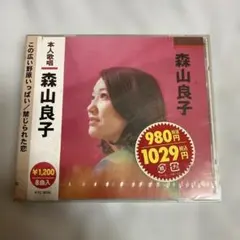 この広い野原いっぱい/禁じられた恋
本人歌唱
森山良子
¥1,200
8曲入
森山良子
980円
1029円